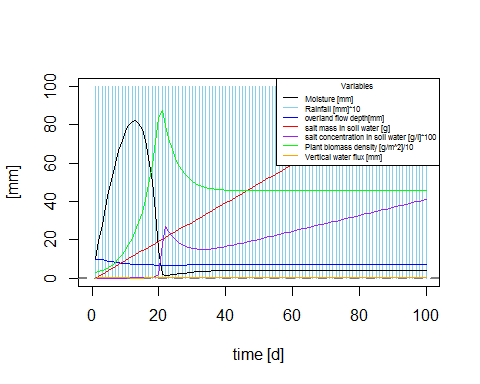 Variables
Moisture [mm]
Rainfall [mm]*10
overland flow depth[mm]
salt mass in soil water [g]
salt concentration in soil water [g/l]*100
Plant biomass density [g/m^2]/10
Vertical water flux [mm]
[mm]
100
80
60
40
20
0
0 20 40 60 80 100
time [d]